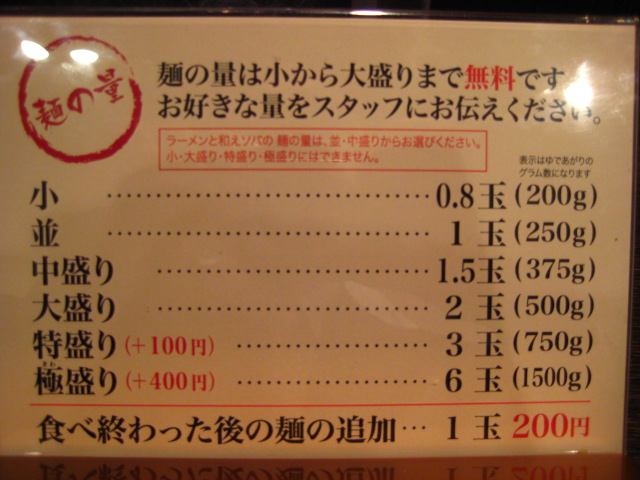 麺の量
麺の量は小から大盛りまで無料です
お好きな量をスタッフにお伝えください。
ラーメンと和えソバの 麺の量は、並・中盛りからお選びください。
小・大盛り・特盛り・極盛りにはできません。
表示はゆであがりの
グラム数になります
小 ・・・・・・・・・・ 0.8玉 (200g)
並 ・・・・・・・・・・ 1 玉 (250g)
中盛り ・・・・・・・・・・ 1.5玉 (375g)
大盛り ・・・・・・・・・・ 2 玉 (500g)
特盛り (+100円) ・・・・・・・・・・ 3 玉 (750g)
極盛り (+400円) ・・・・・・・・・・ 6 玉 (1500g)
食べ終わった後の麺の追加… 1 玉 200円